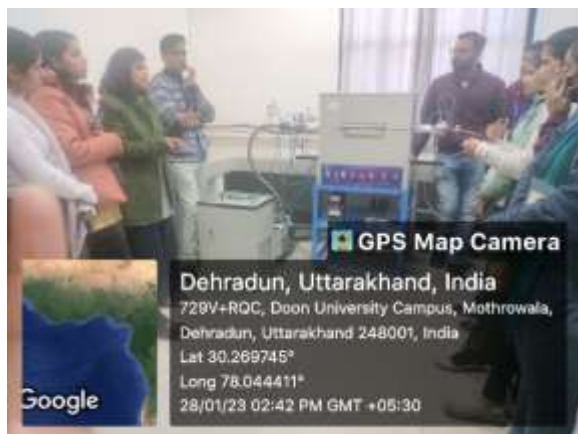 GPS Map Camera
Dehradun, Uttarakhand, India
729V+RQC, Doon University Campus, Mothrowala,
Dehradun, Uttarakhand 248001, India
Lat 30.269745°
Long 78.044411°
28/01/23 02:42 PM GMT +05:30
Google